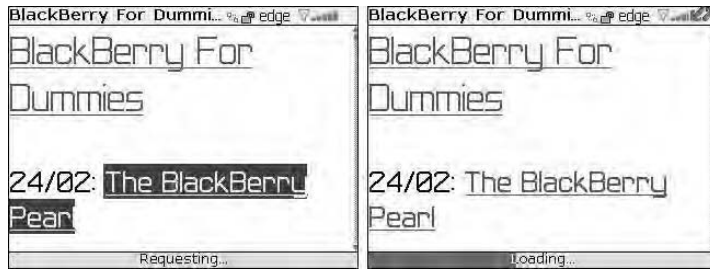 BlackBerry For Dummi... edge
BlackBerry For
Dummies
24/02: The BlackBerry
Pearl
Requesting...
BlackBerry For Dummi... edge
BlackBerry For
Dummies
24/02: The BlackBerry
Pearl
Loading...